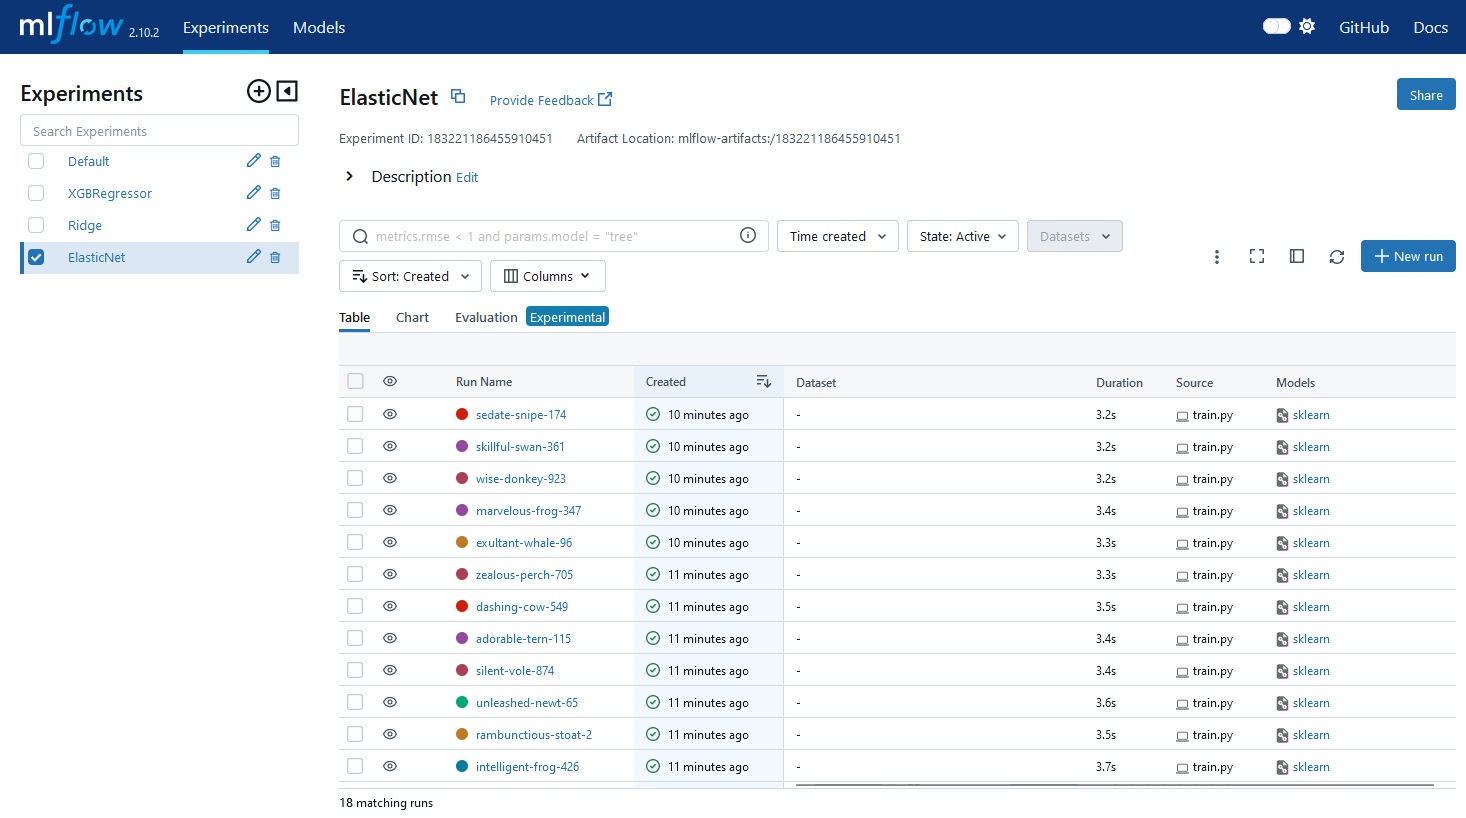 mlflow 2.10.2 Experiments Models GitHub Docs
Experiments
Search Experiments
Default
XGBRegressor
Ridge
ElasticNet
ElasticNet Provide Feedback Share
Experiment ID: 183221186455910451 Artifact Location: mlflow-artifacts:/183221186455910451
Description Edit
metrics.rmse < 1 and params.model = "tree" Time created State: Active Datasets
Sort: Created Columns New run
Table Chart Evaluation Experimental
Run Name Created Dataset Duration Source Models
sedate-snipe-174 10 minutes ago - 3.2s train.py sklearn
skillful-swan-361 10 minutes ago - 3.2s train.py sklearn
wise-donkey-923 10 minutes ago - 3.2s train.py sklearn
marvelous-frog-347 10 minutes ago - 3.4s train.py sklearn
exultant-whale-96 10 minutes ago - 3.3s train.py sklearn
zealous-perch-705 11 minutes ago - 3.3s train.py sklearn
dashing-cow-549 11 minutes ago - 3.5s train.py sklearn
adorable-tern-115 11 minutes ago - 3.4s train.py sklearn
silent-vole-874 11 minutes ago - 3.4s train.py sklearn
unleashed-newt-65 11 minutes ago - 3.6s train.py sklearn
rambunctious-stoat-2 11 minutes ago - 3.5s train.py sklearn
intelligent-frog-426 11 minutes ago - 3.7s train.py sklearn
18 matching runs